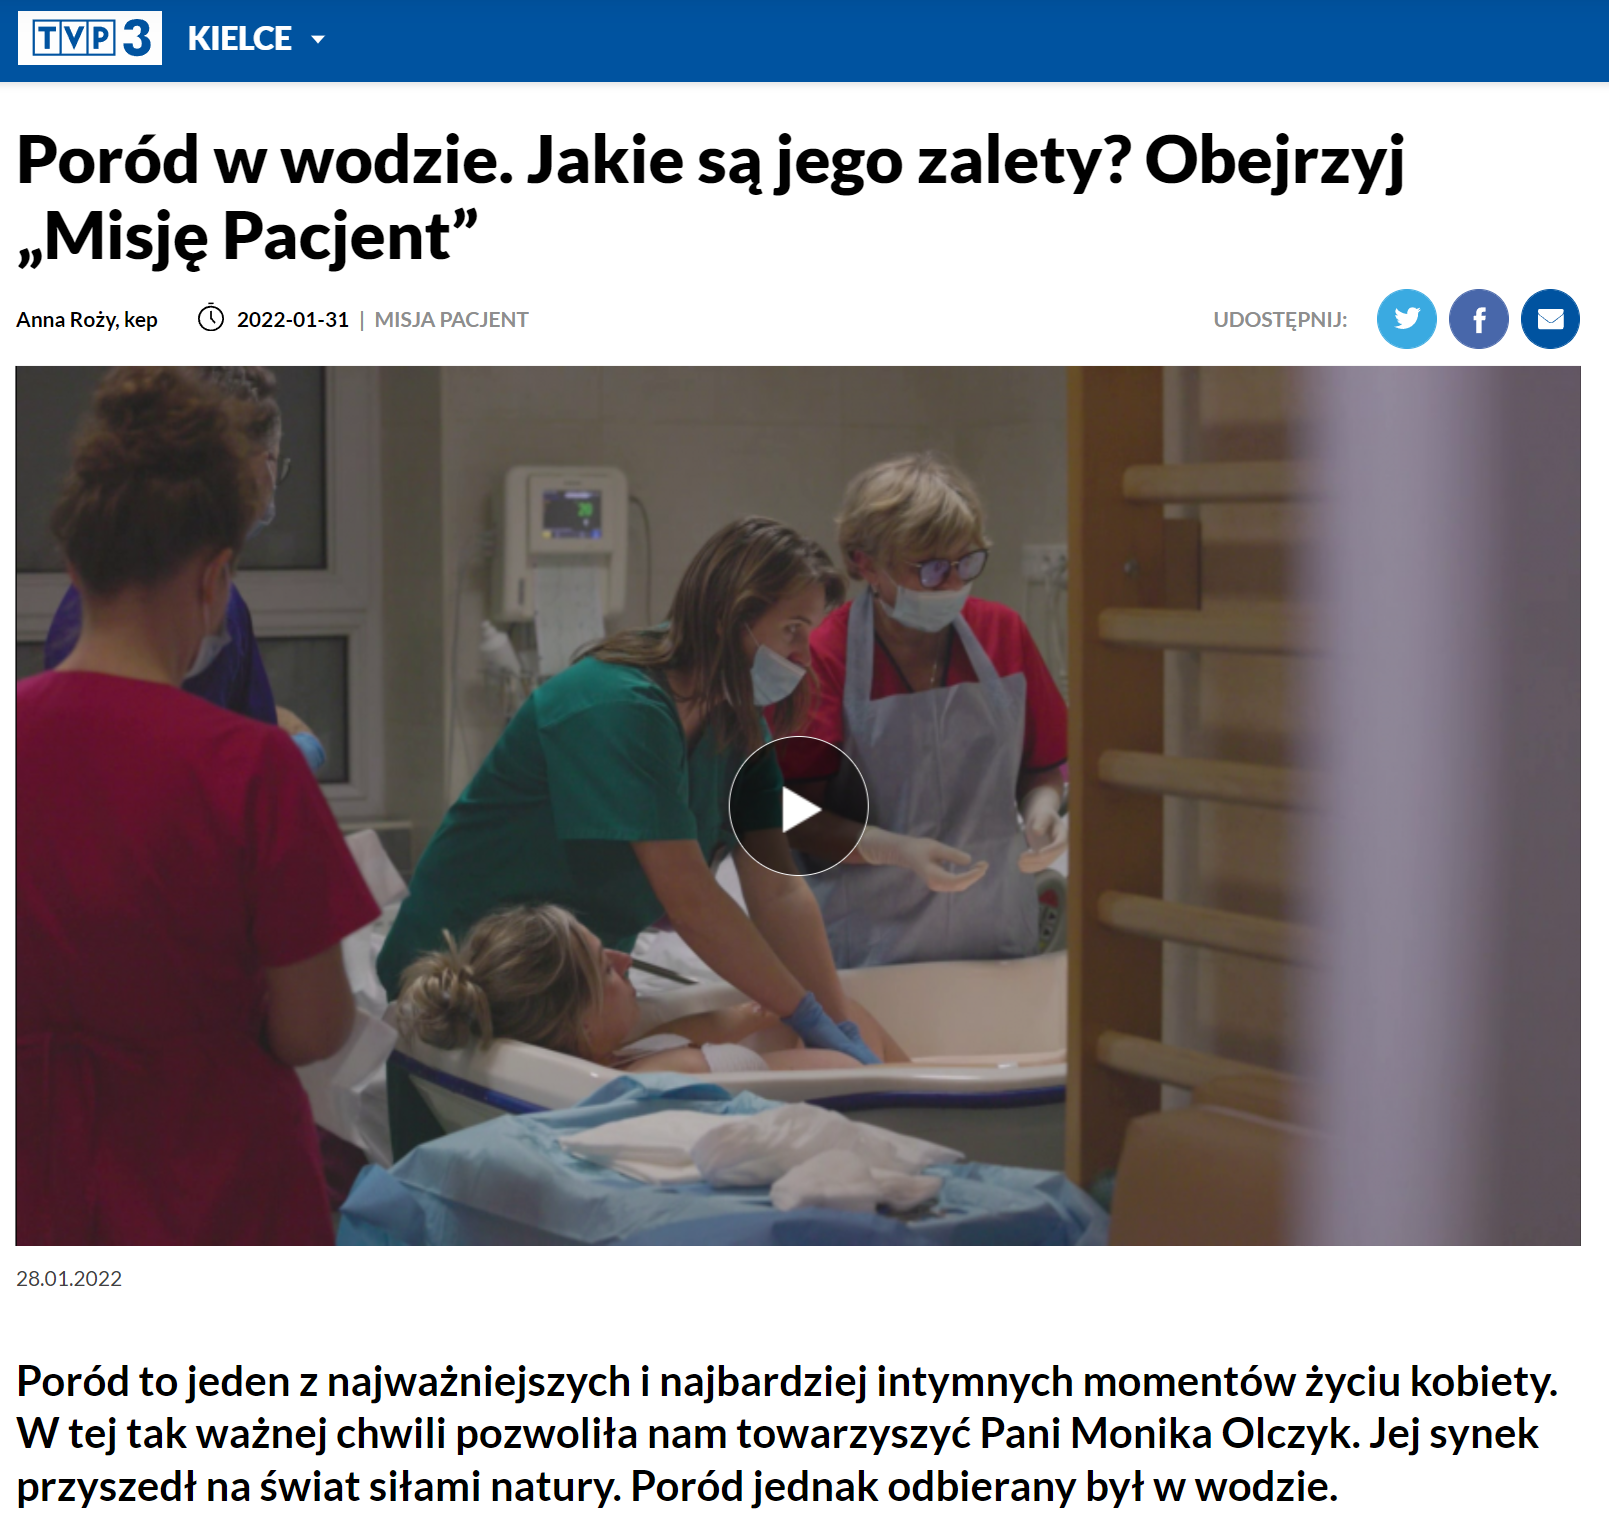 TVP3 KIELCE
Poród w wodzie. Jakie są jego zalety? Obejrzyj
„Misję Pacjent”
Anna Roży, kep 2022-01-31 | MISJA PACJENT UDOSTĘPNIJ:
28.01.2022
Poród to jeden z najważniejszych i najbardziej intymnych momentów życiu kobiety.
W tej tak ważnej chwili pozwoliła nam towarzyszyć Pani Monika Olczyk. Jej synek
przyszedł na świat siłami natury. Poród jednak odbierany był w wodzie.